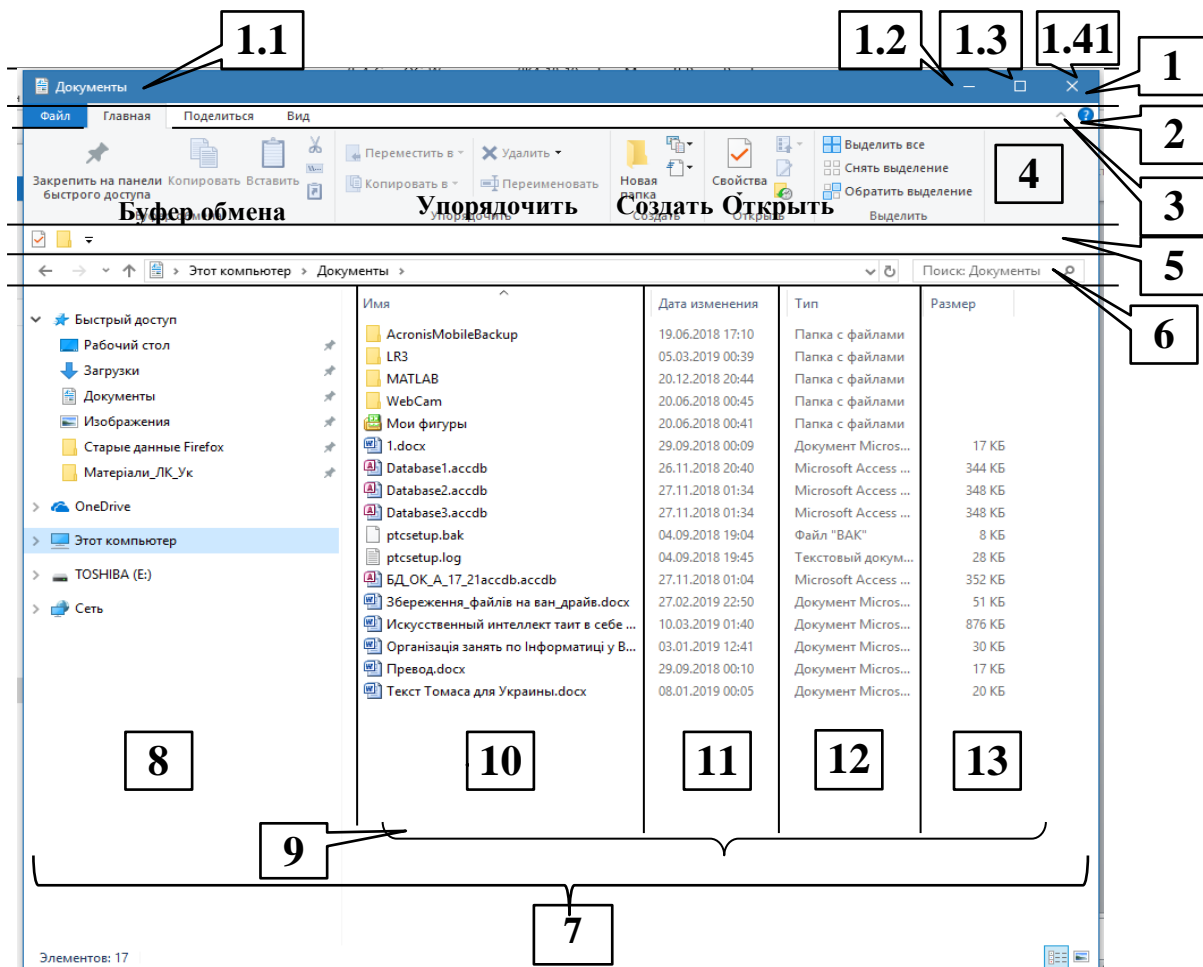 1.1
1.2
1.3
1.41
1
Документы
Файл Главная Поделиться Вид
2
Закрепить на панели быстрого доступа
Копировать
Вставить
Переместить в
Копировать в
Удалить
Переименовать
Новая папка
Свойства
Выделить все
Снять выделение
Обратить выделение
4
3
Буфер обмена
Упорядочить
Создать
Открыть
Буфер обмена Упорядочить Создать Открыть Выделить
5
Этот компьютер > Документы >
Поиск: Документы
6
Быстрый доступ
Рабочий стол
Загрузки
Документы
Изображения
Старые данные Firefox
Матеріали_ЛК_Ук
OneDrive
Этот компьютер
TOSHIBA (E:)
Сеть
Имя Дата изменения Тип Размер
AcronisMobileBackup 19.06.2018 17:10 Папка с файлами
LR3 05.03.2019 00:39 Папка с файлами
MATLAB 20.12.2018 20:44 Папка с файлами
WebCam 20.06.2018 00:45 Папка с файлами
Мои фигуры 20.06.2018 00:41 Папка с файлами
1.docx 29.09.2018 00:09 Документ Micros... 17 КБ
Database1.accdb 26.11.2018 20:40 Microsoft Access ... 344 КБ
Database2.accdb 27.11.2018 01:34 Microsoft Access ... 348 КБ
Database3.accdb 27.11.2018 01:34 Microsoft Access ... 348 КБ
ptcsetup.bak 04.09.2018 19:04 Файл "BAK" 8 КБ
ptcsetup.log 04.09.2018 19:45 Текстовый докум... 28 КБ
БД_ОК_А_17_21accdb.accdb 27.11.2018 01:04 Microsoft Access ... 352 КБ
Збереження_файлів на ван_драйв.docx 27.02.2019 22:50 Документ Micros... 51 КБ
Искусственный интеллект таит в себе ... 10.03.2019 01:40 Документ Micros... 876 КБ
Організація занять по Інформатиці у В... 03.01.2019 12:41 Документ Micros... 30 КБ
Превод.docx 29.09.2018 00:10 Документ Micros... 17 КБ
Текст Томаса для Украины.docx 08.01.2019 00:05 Документ Micros... 20 КБ
8
10
11
12
13
9
7
Элементов: 17